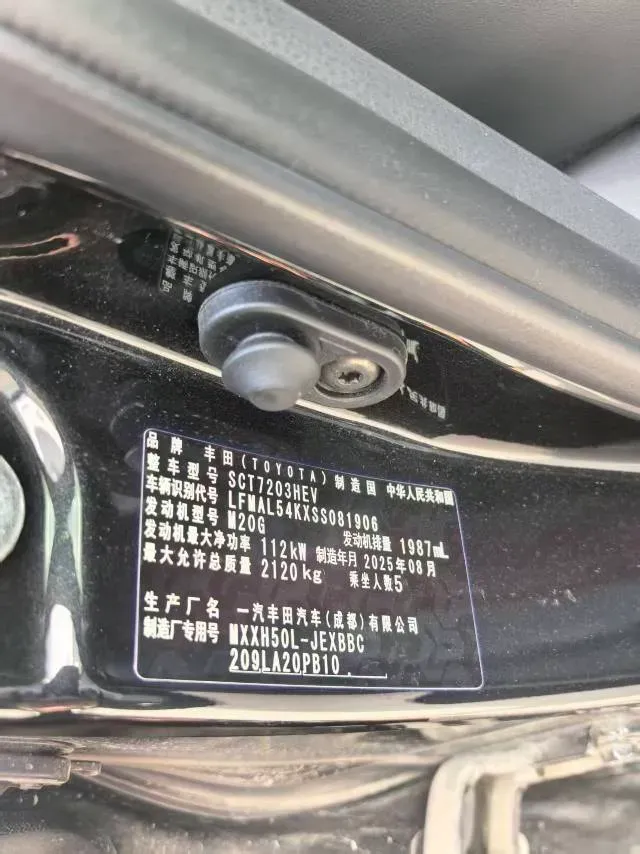 品牌 丰田(TOYOTA) 制造国 中华人民共和国
整车型号 SCT7203HEV
车辆识别代号 LFMAL54KXSS081906
发动机型号 M20G 发动机排量 1987mL
发动机最大净功率 112kW 制造年月 2025年08月
最大允许总质量 2120kg 乘坐人数5
生产厂名 一汽丰田汽车(成都)有限公司
制造厂专用号 MXXH50L-JEXBBC
209LA20PB10